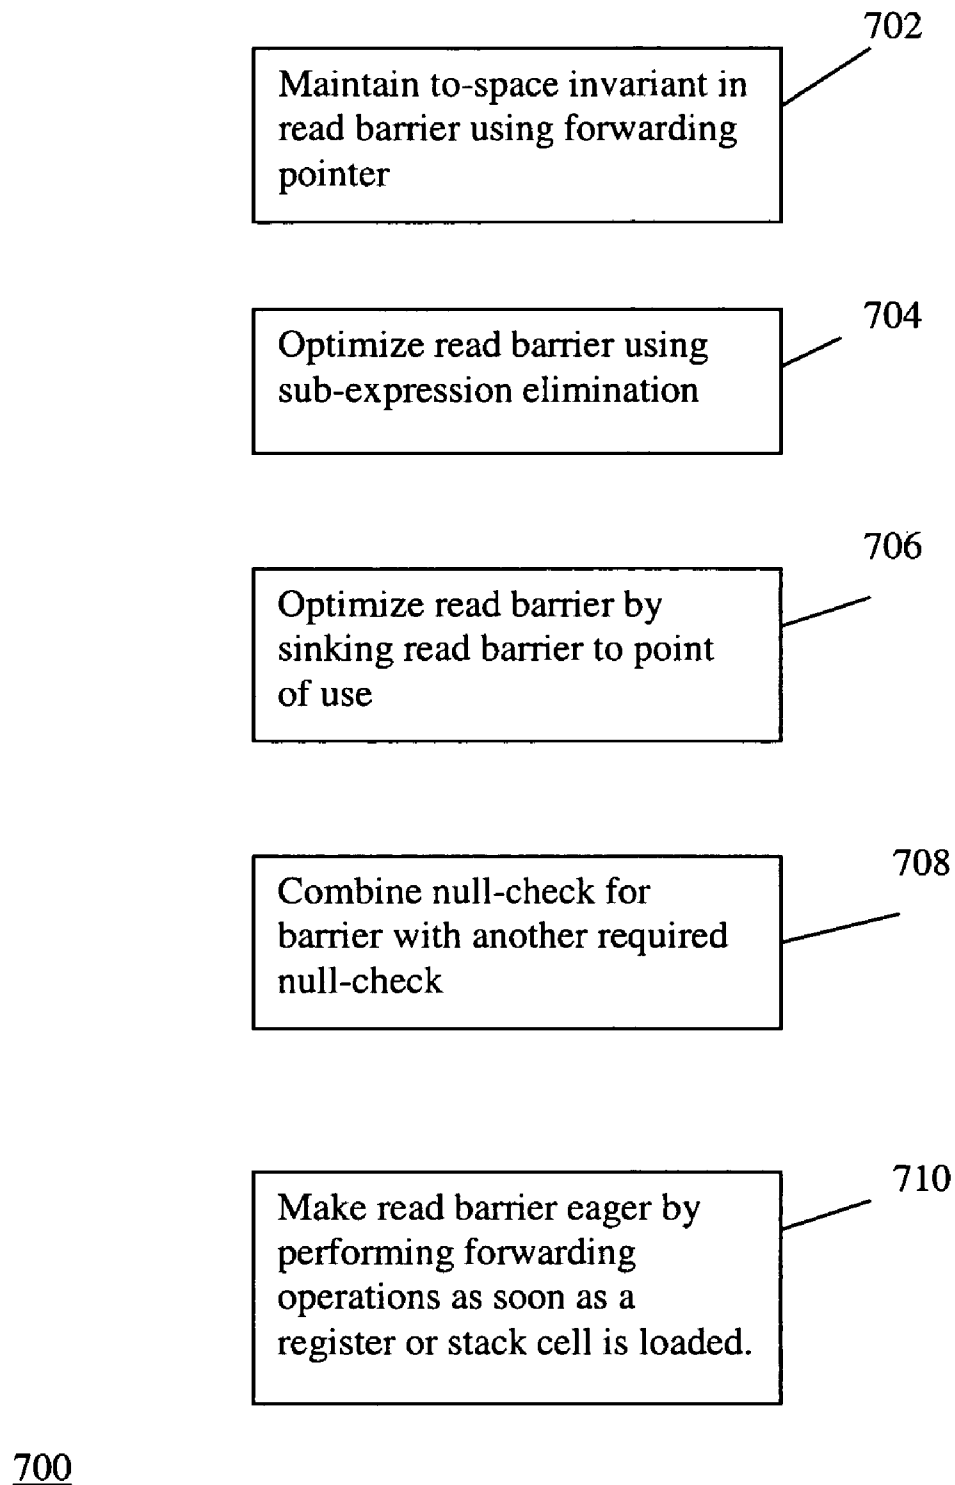 702
Maintain to-space invariant in
read barrier using forwarding
pointer
704
Optimize read barrier using
sub-expression elimination
706
Optimize read barrier by
sinking read barrier to point
of use
708
Combine null-check for
barrier with another required
null-check
710
Make read barrier eager by
performing forwarding
operations as soon as a
register or stack cell is loaded.
700